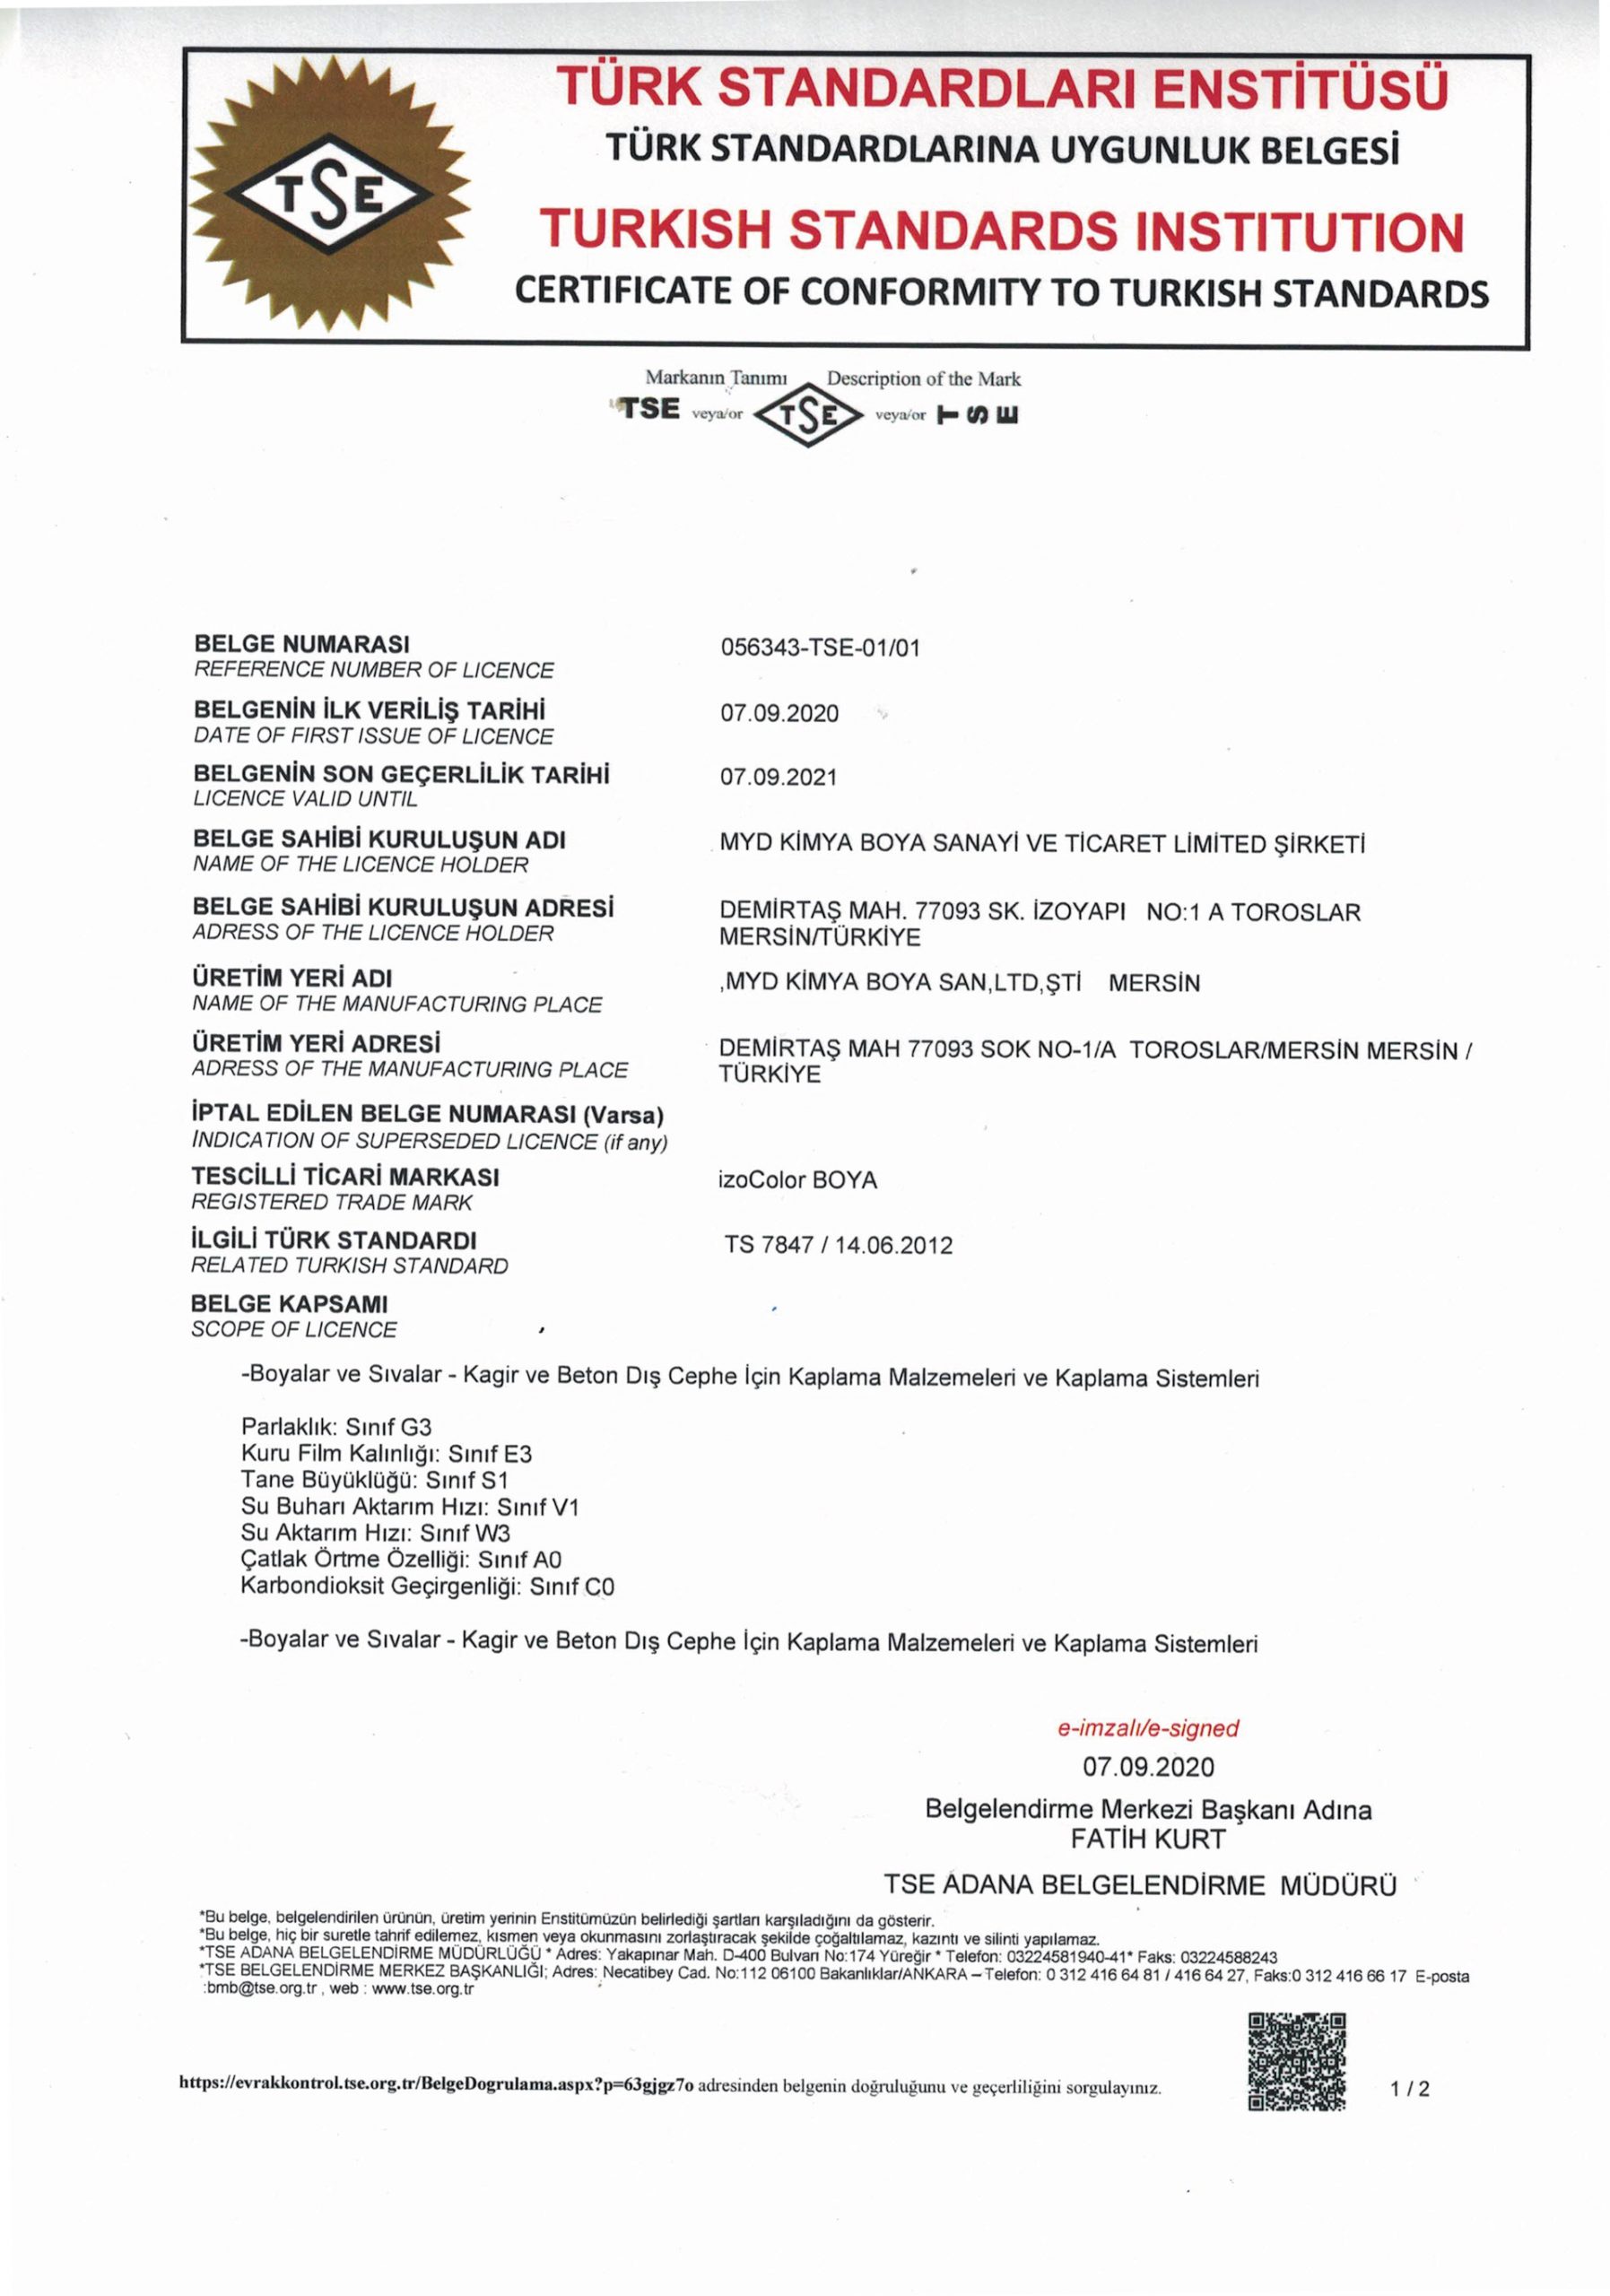 TSE
TÜRK STANDARDLARI ENSTİTÜSÜ
TÜRK STANDARDLARINA UYGUNLUK BELGESİ
TURKISH STANDARDS INSTITUTION
CERTIFICATE OF CONFORMITY TO TURKISH STANDARDS
Markanın Tanımı Description of the Mark
TSE veya/or TSE veya/or TSE
BELGE NUMARASI 056343-TSE-01/01
REFERENCE NUMBER OF LICENCE
BELGENİN İLK VERİLİŞ TARİHİ 07.09.2020
DATE OF FIRST ISSUE OF LICENCE
BELGENİN SON GEÇERLİLİK TARİHİ 07.09.2021
LICENCE VALID UNTIL
BELGE SAHİBİ KURULUŞUN ADI MYD KİMYA BOYA SANAYİ VE TİCARET LİMİTED ŞİRKETİ
NAME OF THE LICENCE HOLDER
BELGE SAHİBİ KURULUŞUN ADRESİ DEMİRTAŞ MAH. 77093 SK. İZOYAPI NO:1 A TOROSLAR
ADRESS OF THE LICENCE HOLDER MERSİN/TÜRKİYE
ÜRETİM YERİ ADI ,MYD KİMYA BOYA SAN,LTD,ŞTİ MERSİN
NAME OF THE MANUFACTURING PLACE
ÜRETİM YERİ ADRESİ DEMİRTAŞ MAH 77093 SOK NO-1/A TOROSLAR/MERSİN MERSİN /
ADRESS OF THE MANUFACTURING PLACE TÜRKİYE
İPTAL EDİLEN BELGE NUMARASI (Varsa)
INDICATION OF SUPERSEDED LICENCE (if any)
TESCİLLİ TİCARİ MARKASI izoColor BOYA
REGISTERED TRADE MARK
İLGİLİ TÜRK STANDARDI TS 7847 / 14.06.2012
RELATED TURKISH STANDARD
BELGE KAPSAMI
SCOPE OF LICENCE
-Boyalar ve Sıvalar - Kagir ve Beton Dış Cephe İçin Kaplama Malzemeleri ve Kaplama Sistemleri
Parlaklık: Sınıf G3
Kuru Film Kalınlığı: Sınıf E3
Tane Büyüklüğü: Sınıf S1
Su Buharı Aktarım Hızı: Sınıf V1
Su Aktarım Hızı: Sınıf W3
Çatlak Örtme Özelliği: Sınıf A0
Karbondioksit Geçirgenliği: Sınıf C0
-Boyalar ve Sıvalar - Kagir ve Beton Dış Cephe İçin Kaplama Malzemeleri ve Kaplama Sistemleri
e-imzalı/e-signed
07.09.2020
Belgelendirme Merkezi Başkanı Adına
FATİH KURT
TSE ADANA BELGELENDİRME MÜDÜRÜ
*Bu belge, belgelendirilen ürünün, üretim yerinin Enstitümüzün belirlediği şartları karşıladığını da gösterir.
*Bu belge, hiç bir suretle tahrif edilemez, kısmen veya okunmasını zorlaştıracak şekilde çoğaltılamaz, kazıntı ve silinti yapılamaz.
*TSE ADANA BELGELENDİRME MÜDÜRLÜĞÜ * Adres: Yakapınar Mah. D-400 Bulvarı No:174 Yüreğir * Telefon: 03224581940-41* Faks: 03224588243
*TSE BELGELENDİRME MERKEZ BAŞKANLIĞI; Adres: Necatibey Cad. No:112 06100 Bakanlıklar/ANKARA – Telefon: 0 312 416 64 81 / 416 64 27, Faks:0 312 416 66 17 E-posta
:bmb@tse.org.tr , web : www.tse.org.tr
https://evrakkontrol.tse.org.tr/BelgeDogrulama.aspx?p=63gjgz7o adresinden belgenin doğruluğunu ve geçerliliğini sorgulayınız.
1 / 2